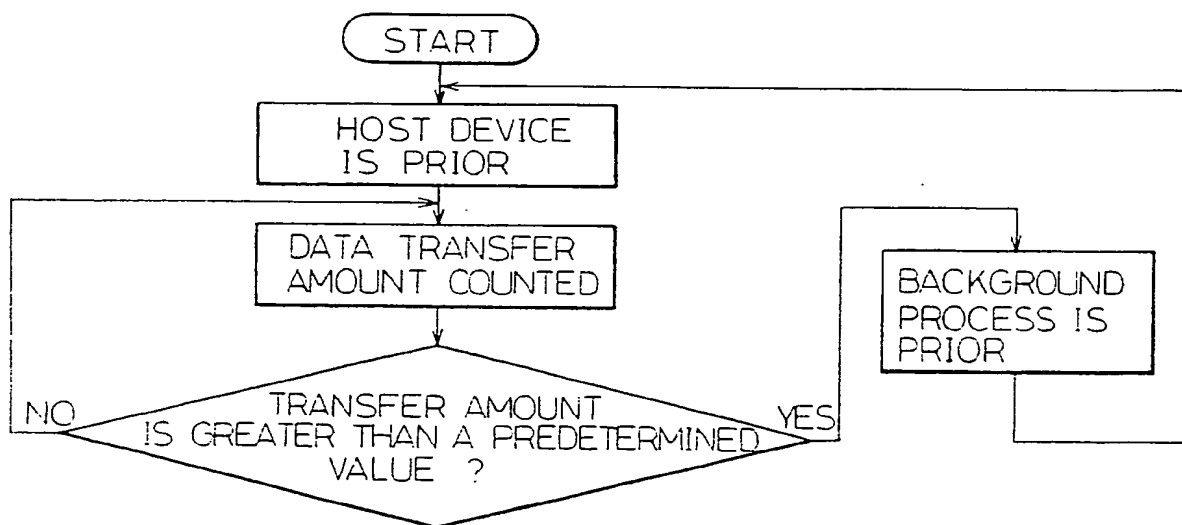 START
HOST DEVICE
IS PRIOR
DATA TRANSFER
AMOUNT COUNTED
TRANSFER AMOUNT
IS GREATER THAN A PREDETERMINED
VALUE ?
NO
YES
BACKGROUND
PROCESS IS
PRIOR